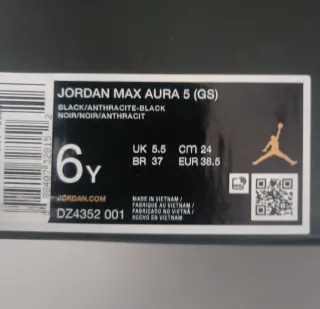 JORDAN MAX AURA 5 (GS)
BLACK/ANTHRACITE-BLACK
NOIR/NOIR/ANTHRACIT
6Y
UK 5.5 cm 24
BR 37 EUR 38.5
JORDAN.COM
DZ4352 001
MADE IN VIETNAM /
FABRIQUE AU VIETNAM /
FABRICADO NO VIETNÃ /
HECHO EN VIETNAM